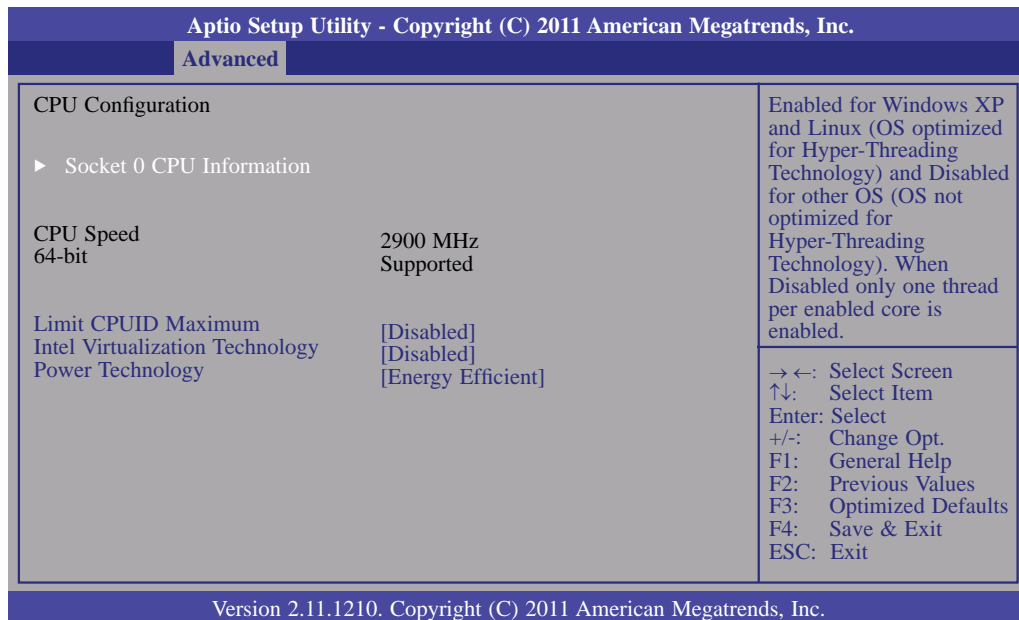 Aptio Setup Utility - Copyright (C) 2011 American Megatrends, Inc.
Advanced
CPU Configuration
► Socket 0 CPU Information
CPU Speed 2900 MHz
64-bit Supported
Limit CPUID Maximum [Disabled]
Intel Virtualization Technology [Disabled]
Power Technology [Energy Efficient]
Enabled for Windows XP
and Linux (OS optimized
for Hyper-Threading
Technology) and Disabled
for other OS (OS not
optimized for
Hyper-Threading
Technology). When
Disabled only one thread
per enabled core is
enabled.
→ ←: Select Screen
↑↓: Select Item
Enter: Select
+/-: Change Opt.
F1: General Help
F2: Previous Values
F3: Optimized Defaults
F4: Save & Exit
ESC: Exit
Version 2.11.1210. Copyright (C) 2011 American Megatrends, Inc.